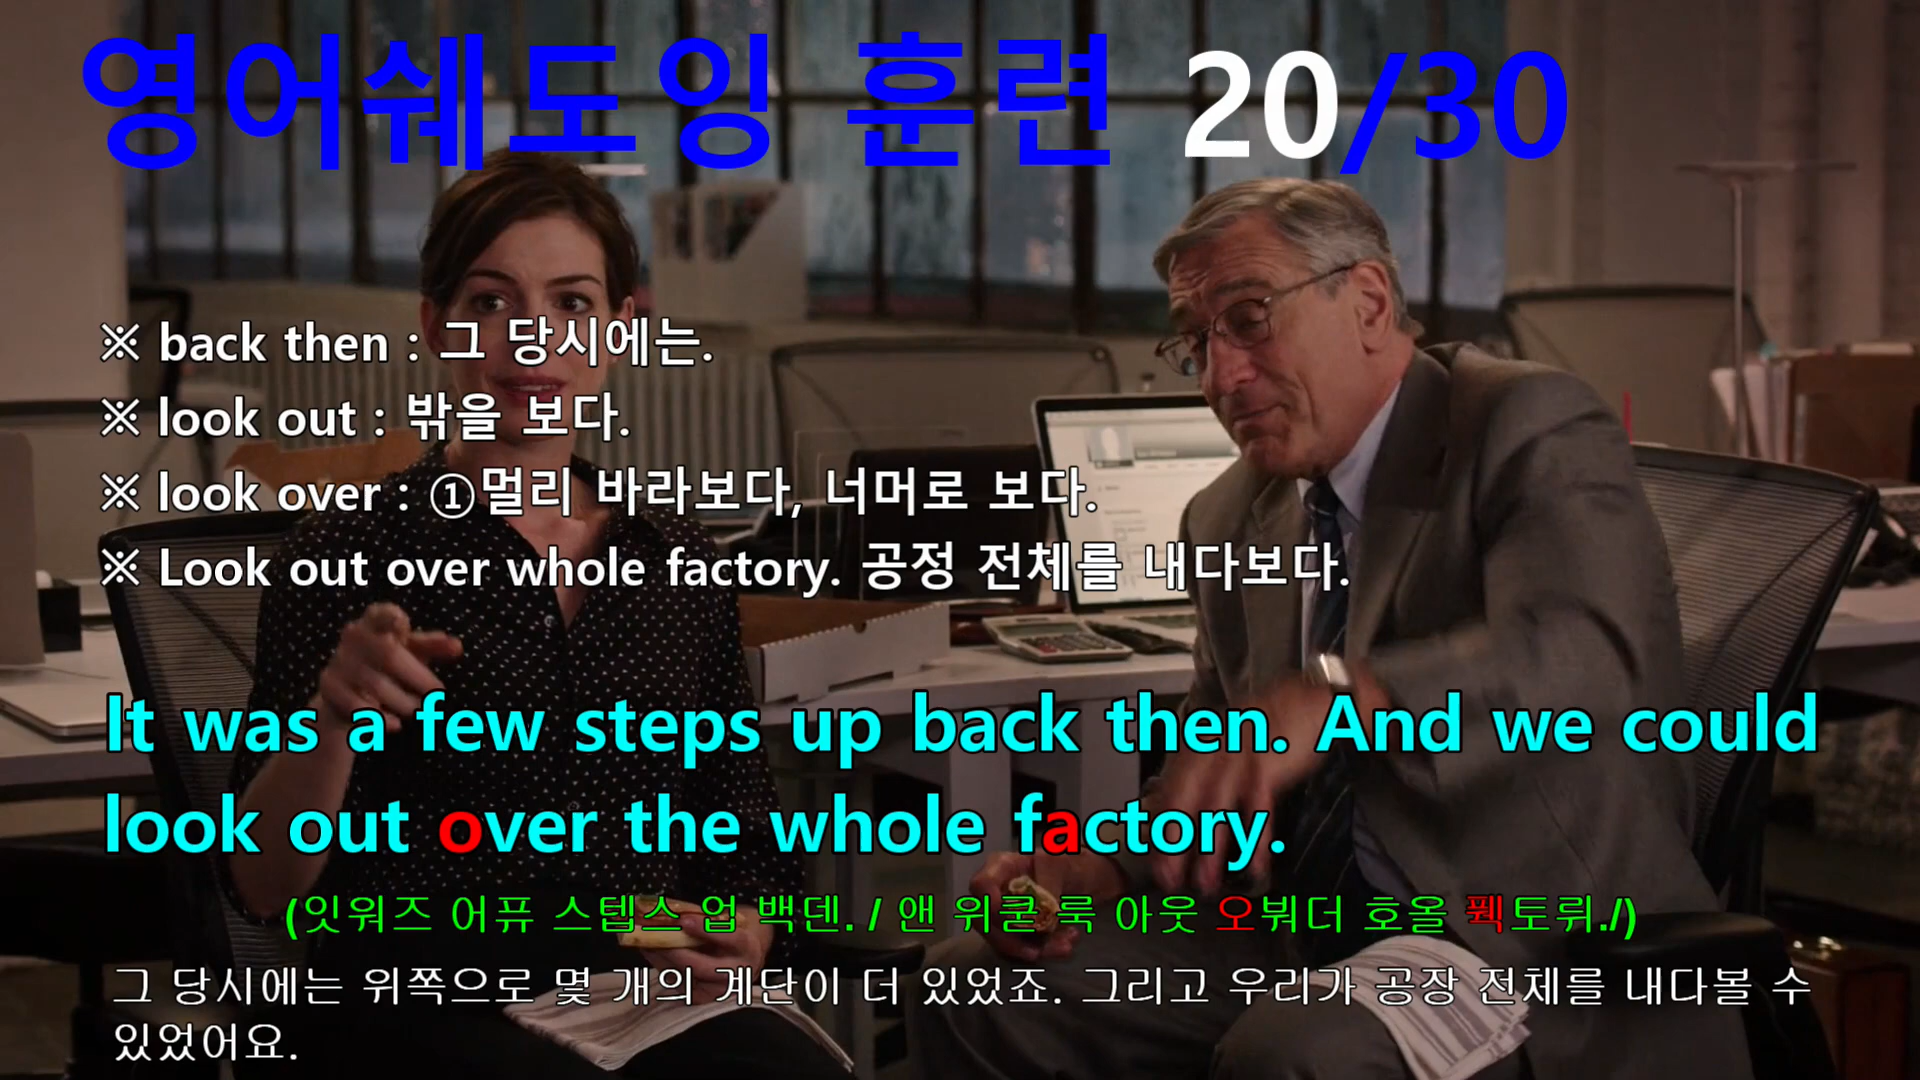 영어쉐도잉 훈련 20/30
※ back then : 그 당시에는.
※ look out : 밖을 보다.
※ look over : ①멀리 바라보다, 너머로 보다.
※ Look out over whole factory. 공정 전체를 내다보다.
It was a few steps up back then. And we could
look out over the whole factory.
(잇워즈 어퓨 스텝스 업 백덴. / 앤 위쿧 룩 아웃 오붜더 호올 풱토뤼./)
그 당시에는 위쪽으로 몇 개의 계단이 더 있었죠. 그리고 우리가 공장 전체를 내다볼 수
있었어요.